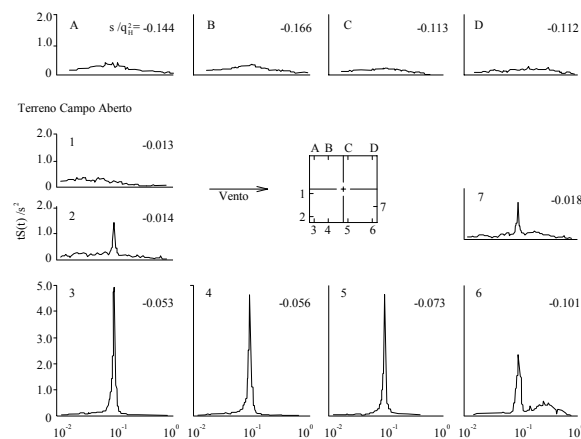 2.0 A s /q²H= -0.144 B -0.166 C -0.113 D -0.112
1.0
0.0
Terreno Campo Aberto
2.0 1 -0.013
1.0
0
A B C D
Vento
1 2 3 4 5 6 7
2.0 2 -0.014
1.0
0.0
7 -0.018
tS(t) /s²
5.0 3 -0.053 4 -0.056 5 -0.073 6 -0.101
4.0
3.0
2.0
1.0
0.0
10⁻² 10⁻¹ 10⁰ 10⁻² 10⁻¹ 10⁰ 10⁻² 10⁻¹ 10⁰ 10⁻² 10⁻¹ 10⁰